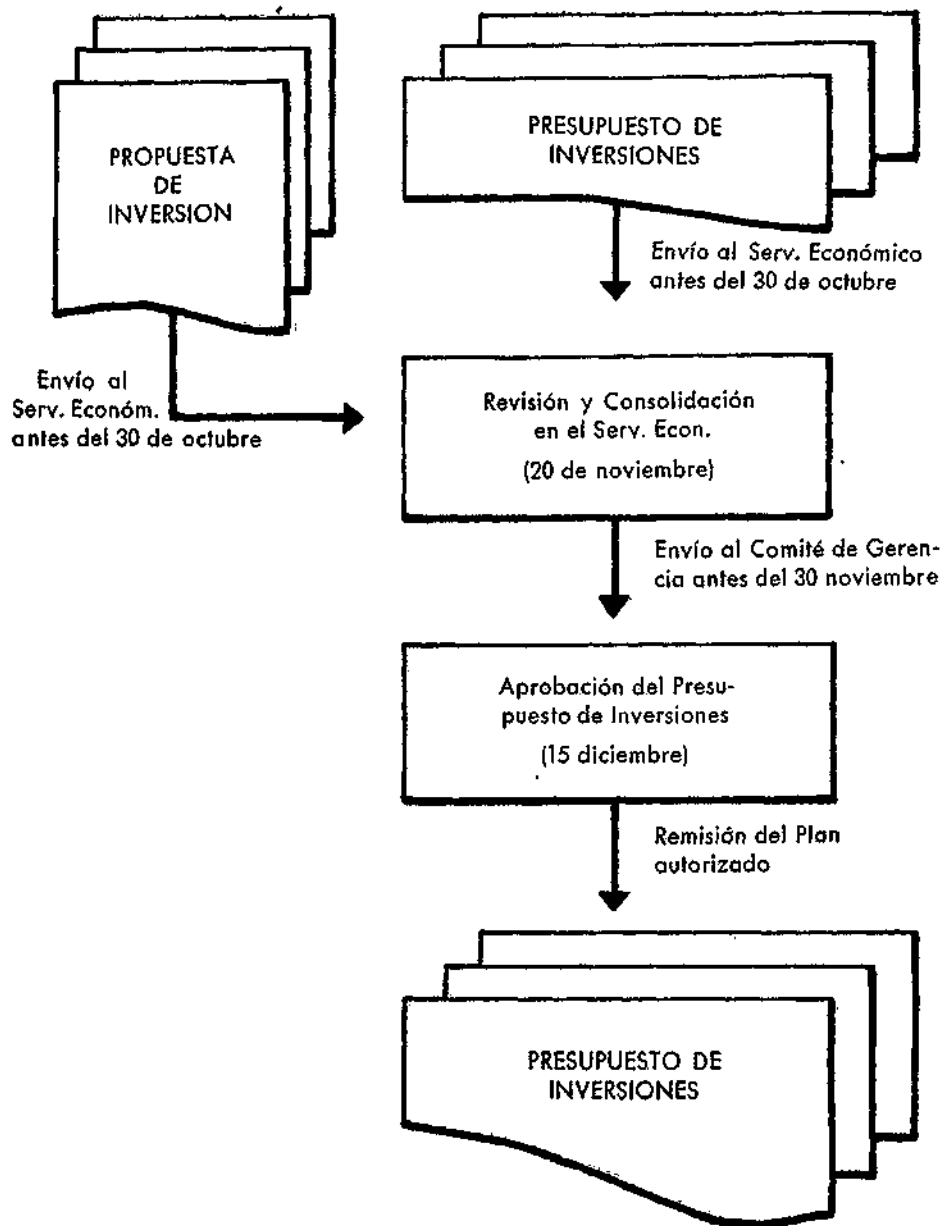 PROPUESTA
DE
INVERSION
PRESUPUESTO DE
INVERSIONES
Envío al Serv. Económico
antes del 30 de octubre
Envío al
Serv. Económ.
antes del 30 de octubre
Revisión y Consolidación
en el Serv. Econ.
(20 de noviembre)
Envío al Comité de Geren-
cia antes del 30 noviembre
Aprobación del Presu-
puesto de Inversiones
(15 diciembre)
Remisión del Plan
autorizado
PRESUPUESTO DE
INVERSIONES